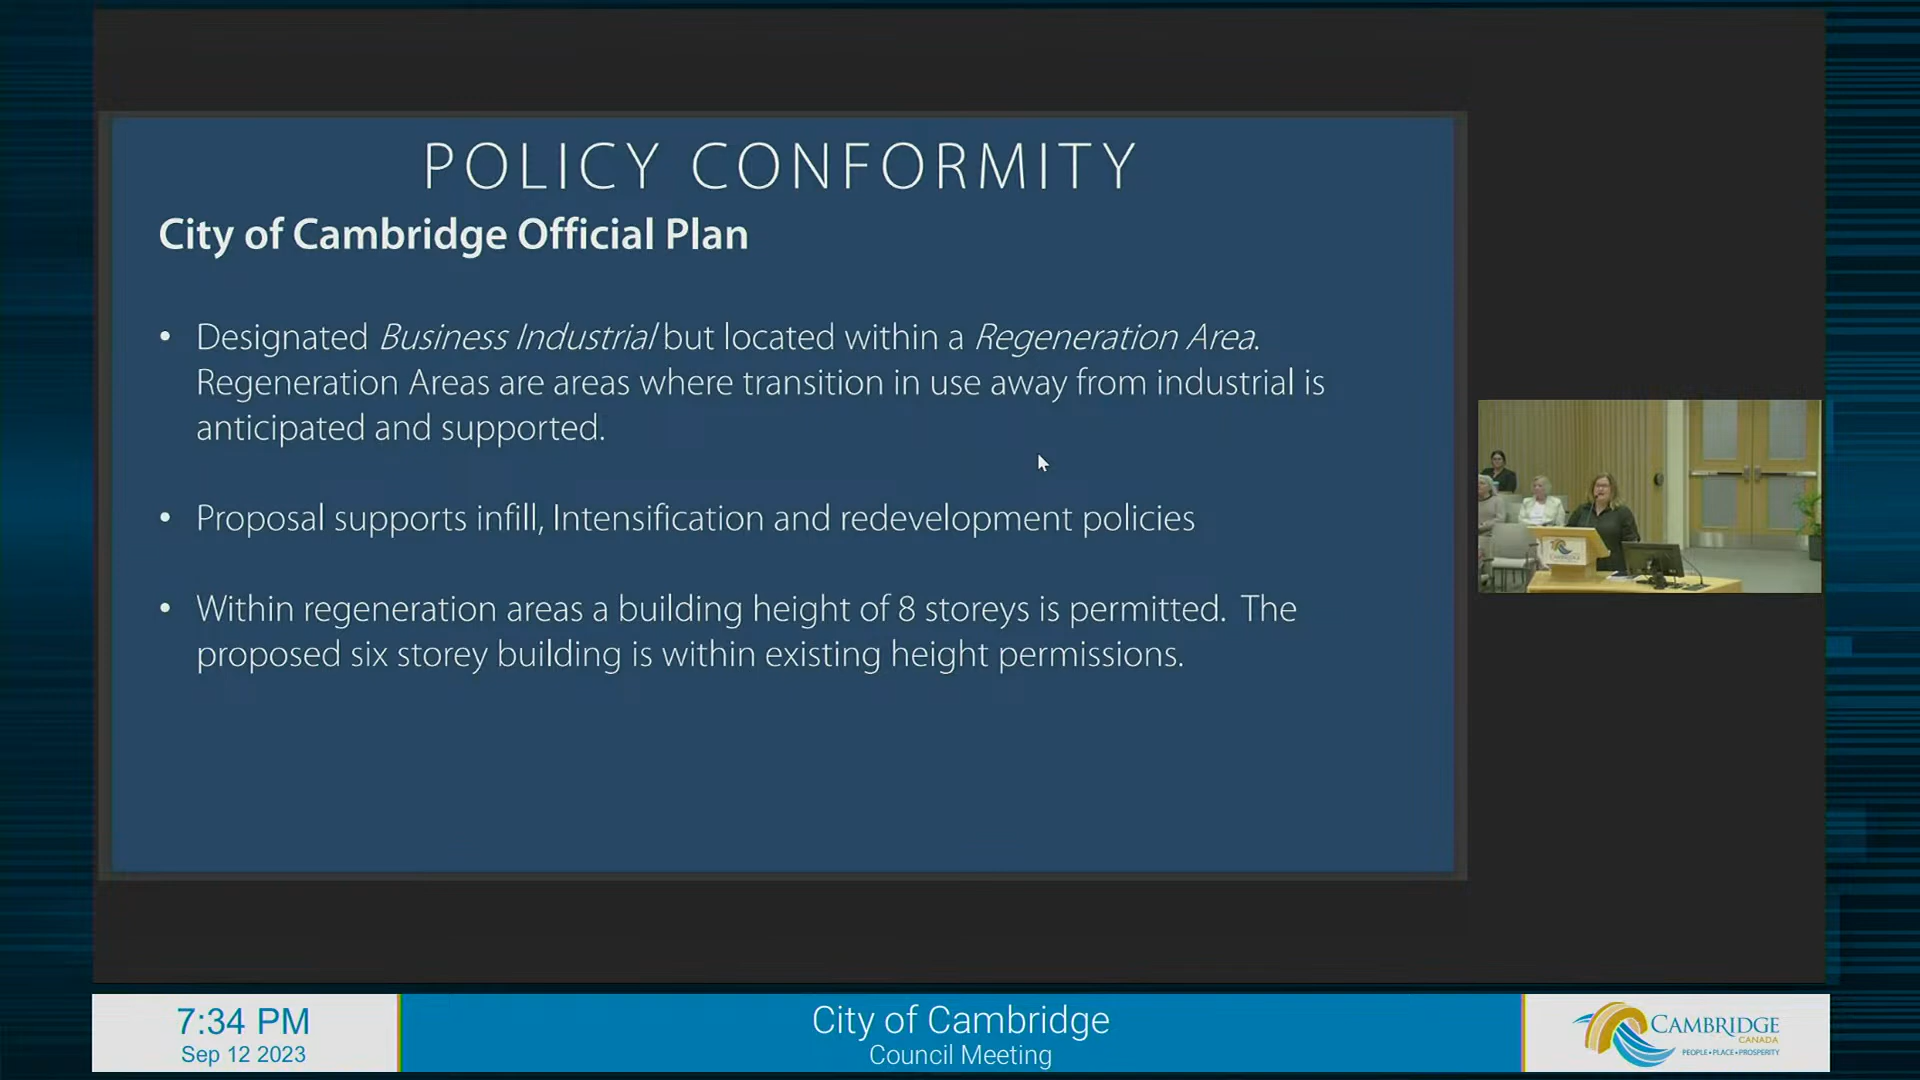 POLICY CONFORMITY
City of Cambridge Official Plan
• Designated Business Industrial but located within a Regeneration Area.
Regeneration Areas are areas where transition in use away from industrial is
anticipated and supported.
• Proposal supports infill, Intensification and redevelopment policies
• Within regeneration areas a building height of 8 storeys is permitted. The
proposed six storey building is within existing height permissions.
7:34 PM
Sep 12 2023
City of Cambridge
Council Meeting
CAMBRIDGE
CANADA
PEOPLE • PLACE • PROSPERITY